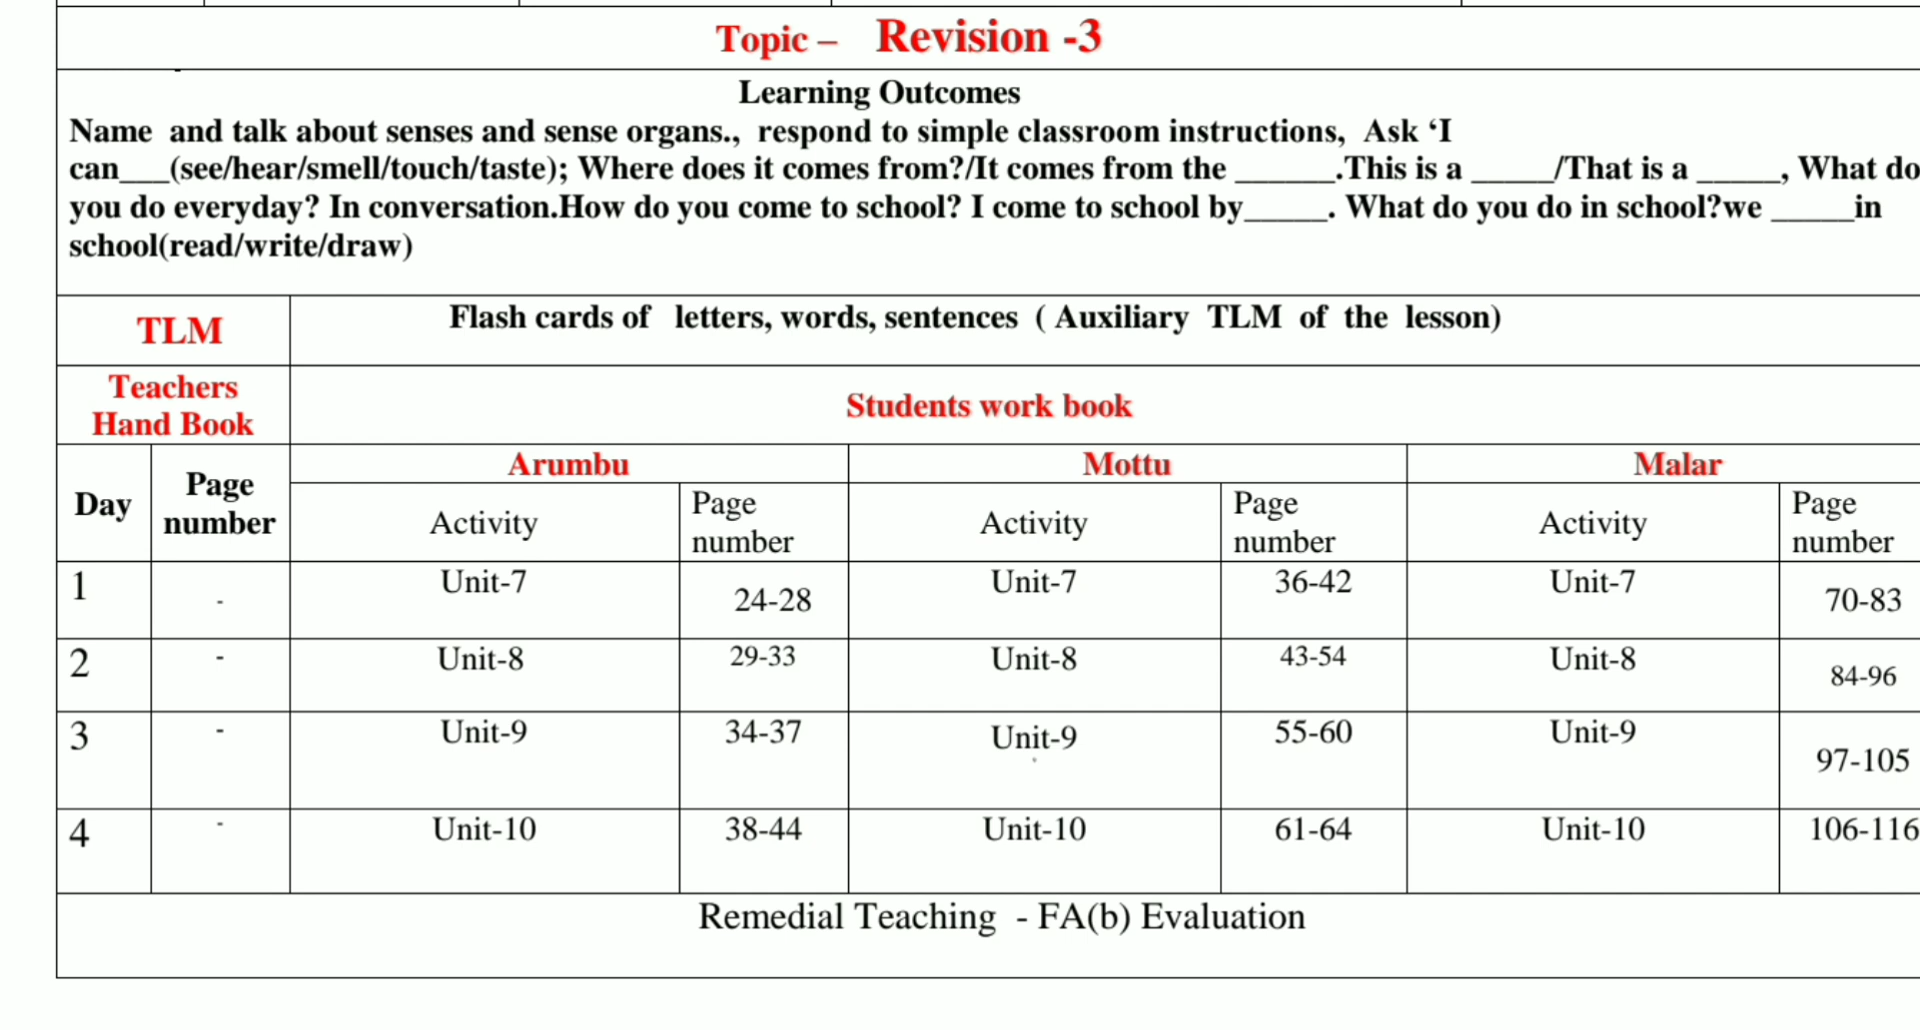 Topic – Revision -3
Learning Outcomes
Name and talk about senses and sense organs., respond to simple classroom instructions, Ask ‘I
can___(see/hear/smell/touch/taste); Where does it comes from?/It comes from the ______.This is a _____/That is a _____, What do
you do everyday? In conversation.How do you come to school? I come to school by_____. What do you do in school?we _____in
school(read/write/draw)
TLM Flash cards of letters, words, sentences ( Auxiliary TLM of the lesson)
Teachers
Hand Book
Students work book
Arumbu Mottu Malar
Day Page
number
Activity Page
number
Activity Page
number
Activity Page
number
1 - Unit-7 24-28 Unit-7 36-42 Unit-7 70-83
2 - Unit-8 29-33 Unit-8 43-54 Unit-8 84-96
3 - Unit-9 34-37 Unit-9 55-60 Unit-9 97-105
4 - Unit-10 38-44 Unit-10 61-64 Unit-10 106-116
Remedial Teaching - FA(b) Evaluation